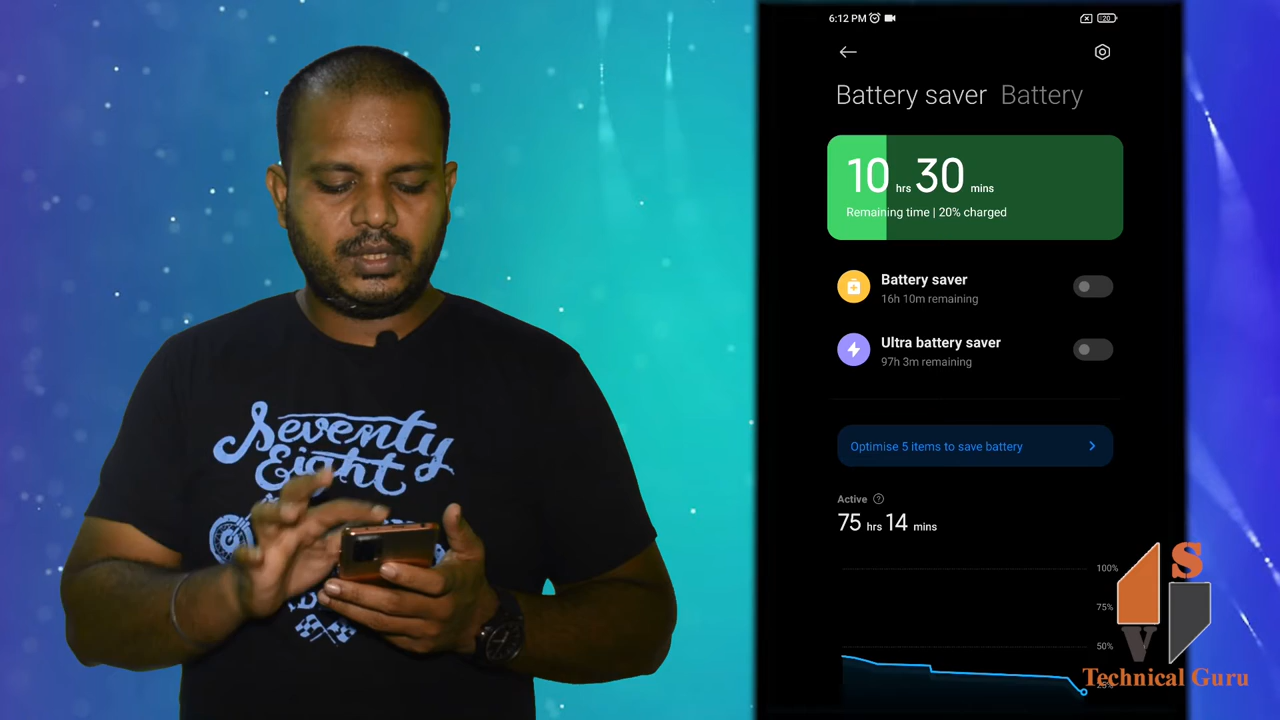 6:12 PM
20
Battery saver Battery
10 hrs 30 mins
Remaining time | 20% charged
Battery saver
16h 10m remaining
Ultra battery saver
97h 3m remaining
Optimise 5 items to save battery
Active
75 hrs 14 mins
100%
75%
50%
Seventy
Eight
S
V
Technical Guru